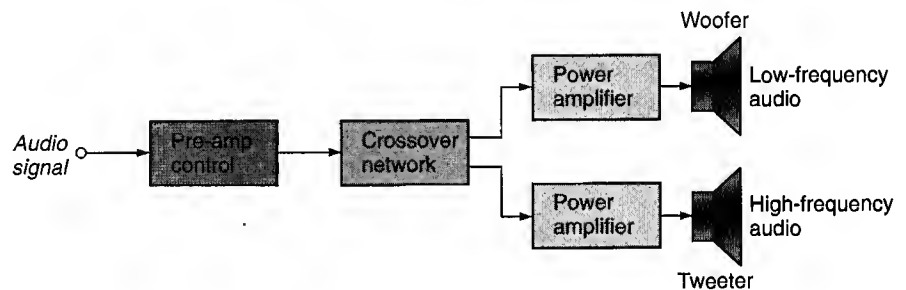 Audio
signal
Pre-amp
control
Crossover
network
Power
amplifier
Woofer
Low-frequency
audio
Power
amplifier
High-frequency
audio
Tweeter